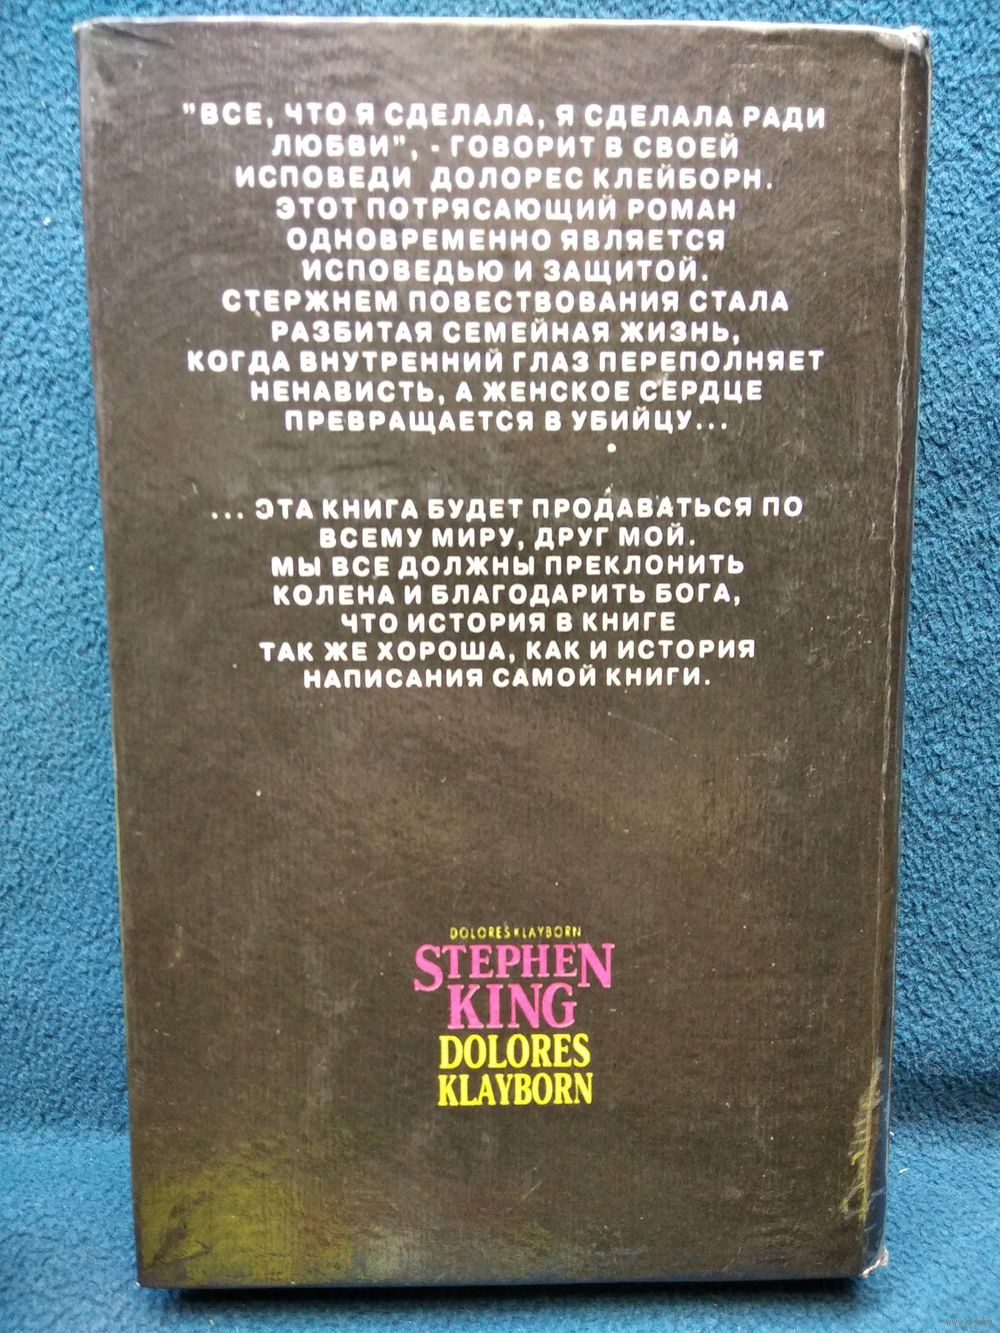 "ВСЕ, ЧТО Я СДЕЛАЛА, Я СДЕЛАЛА РАДИ
ЛЮБВИ", - ГОВОРИТ В СВОЕЙ
ИСПОВЕДИ ДОЛОРЕС КЛЕЙБОРН.
ЭТОТ ПОТРЯСАЮЩИЙ РОМАН
ОДНОВРЕМЕННО ЯВЛЯЕТСЯ
ИСПОВЕДЬЮ И ЗАЩИТОЙ.
СТЕРЖНЕМ ПОВЕСТВОВАНИЯ СТАЛА
РАЗБИТАЯ СЕМЕЙНАЯ ЖИЗНЬ,
КОГДА ВНУТРЕННИЙ ГЛАЗ ПЕРЕПОЛНЯЕТ
НЕНАВИСТЬ, А ЖЕНСКОЕ СЕРДЦЕ
ПРЕВРАЩАЕТСЯ В УБИЙЦУ...
... ЭТА КНИГА БУДЕТ ПРОДАВАТЬСЯ ПО
ВСЕМУ МИРУ, ДРУГ МОЙ.
МЫ ВСЕ ДОЛЖНЫ ПРЕКЛОНИТЬ
КОЛЕНА И БЛАГОДАРИТЬ БОГА,
ЧТО ИСТОРИЯ В КНИГЕ
ТАК ЖЕ ХОРОША, КАК И ИСТОРИЯ
НАПИСАНИЯ САМОЙ КНИГИ.
DOLORES KLAYBORN
STEPHEN
KING
DOLORES
KLAYBORN